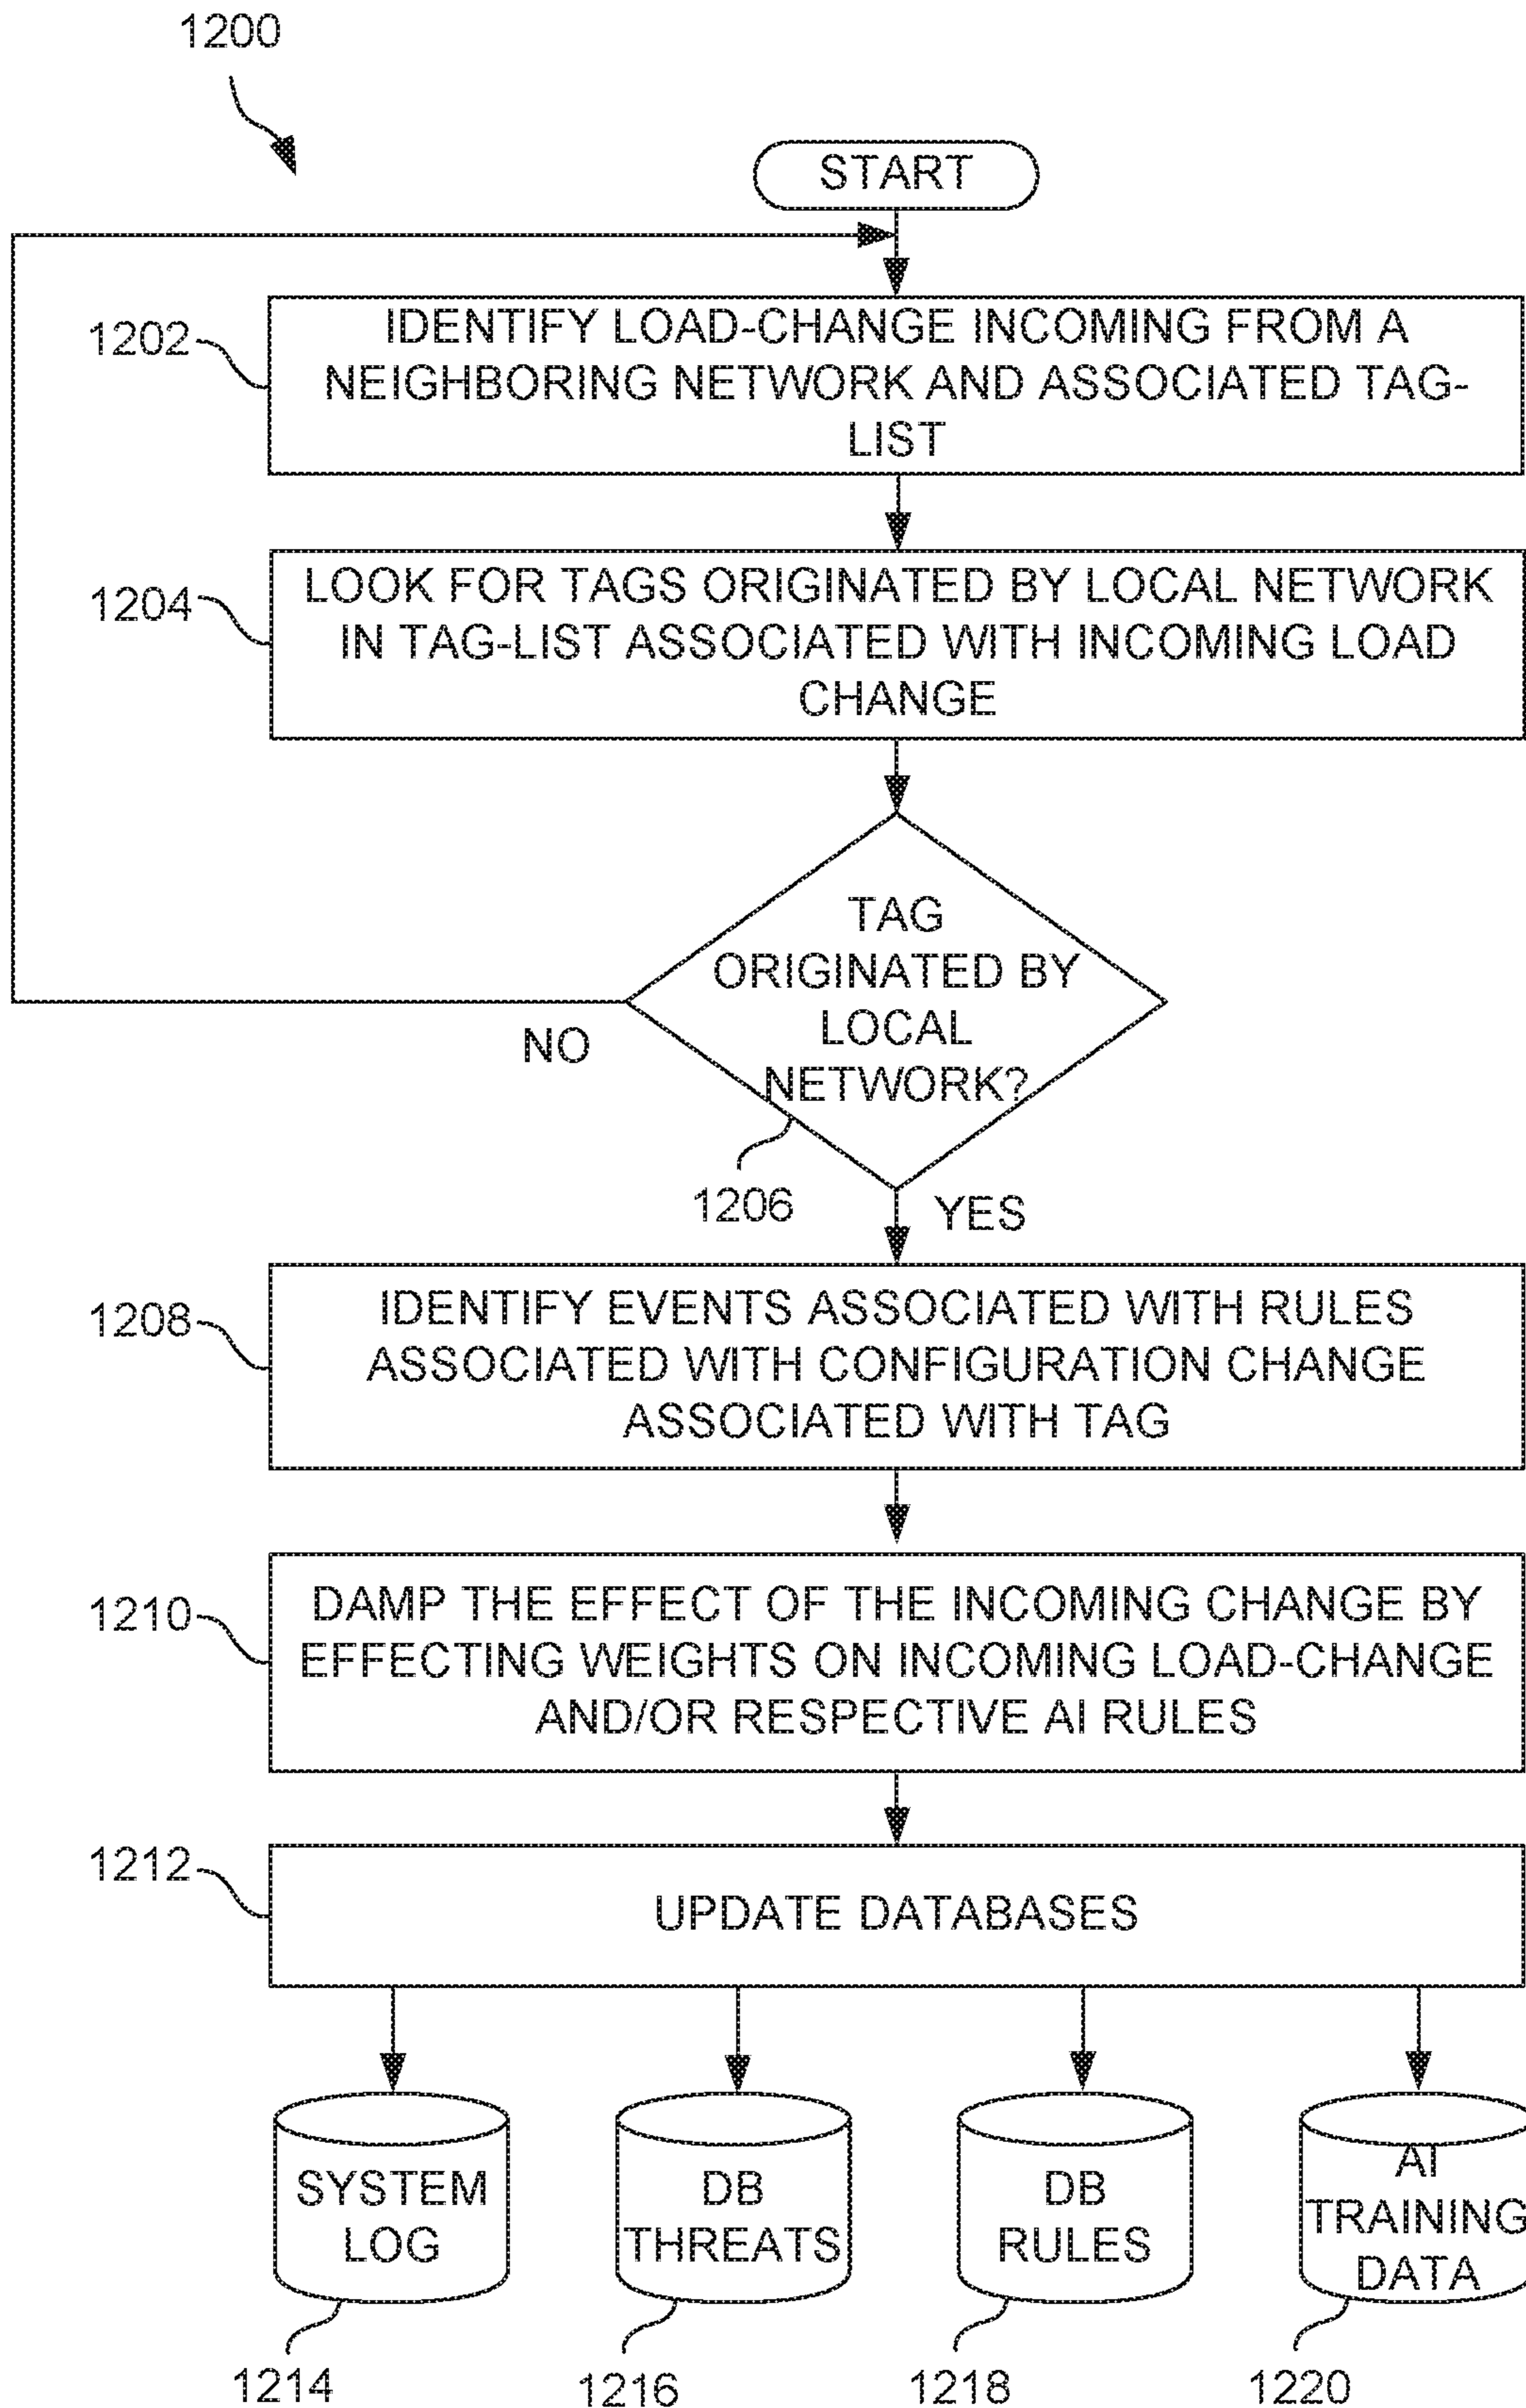 1200
START
1202
IDENTIFY LOAD-CHANGE INCOMING FROM A
NEIGHBORING NETWORK AND ASSOCIATED TAG-
LIST
1204
LOOK FOR TAGS ORIGINATED BY LOCAL NETWORK
IN TAG-LIST ASSOCIATED WITH INCOMING LOAD
CHANGE
TAG
ORIGINATED BY
LOCAL
NETWORK?
NO
1206
YES
1208
IDENTIFY EVENTS ASSOCIATED WITH RULES
ASSOCIATED WITH CONFIGURATION CHANGE
ASSOCIATED WITH TAG
1210
DAMP THE EFFECT OF THE INCOMING CHANGE BY
EFFECTING WEIGHTS ON INCOMING LOAD-CHANGE
AND/OR RESPECTIVE AI RULES
1212
UPDATE DATABASES
SYSTEM
LOG
DB
THREATS
DB
RULES
AI
TRAINING
DATA
1214
1216
1218
1220